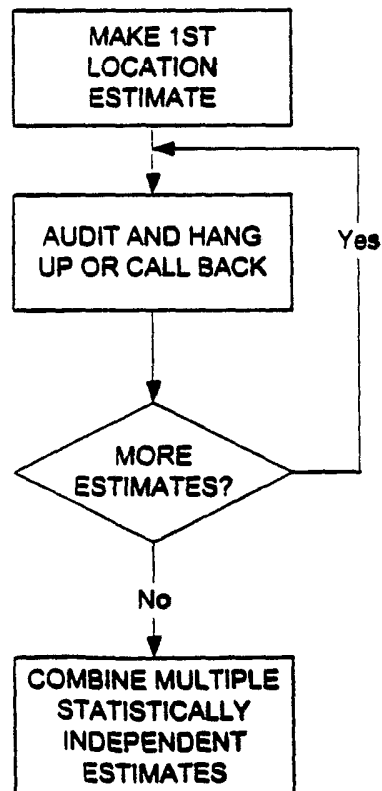 MAKE 1ST
LOCATION
ESTIMATE
AUDIT AND HANG
UP OR CALL BACK
Yes
MORE
ESTIMATES?
No
COMBINE MULTIPLE
STATISTICALLY
INDEPENDENT
ESTIMATES